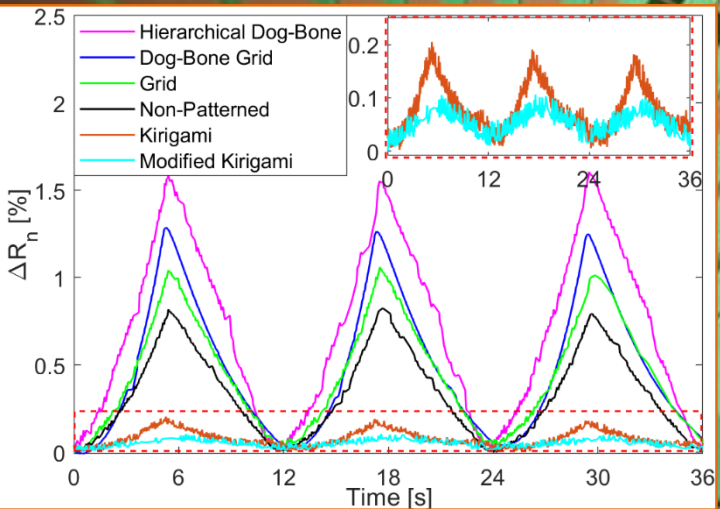 2.5
2
1.5
1
0.5
0
ΔRn [%]
Hierarchical Dog-Bone
Dog-Bone Grid
Grid
Non-Patterned
Kirigami
Modified Kirigami
0.2
0.1
0
0 12 24 36
0 6 12 18 24 30 36
Time [s]